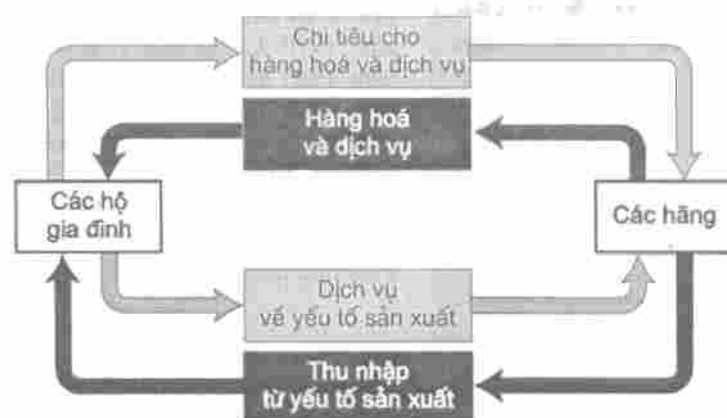 Chi tiêu cho
hàng hoá và dịch vụ
Hàng hoá
và dịch vụ
Các hộ
gia đình
Các hãng
Dịch vụ
về yếu tố sản xuất
Thu nhập
từ yếu tố sản xuất